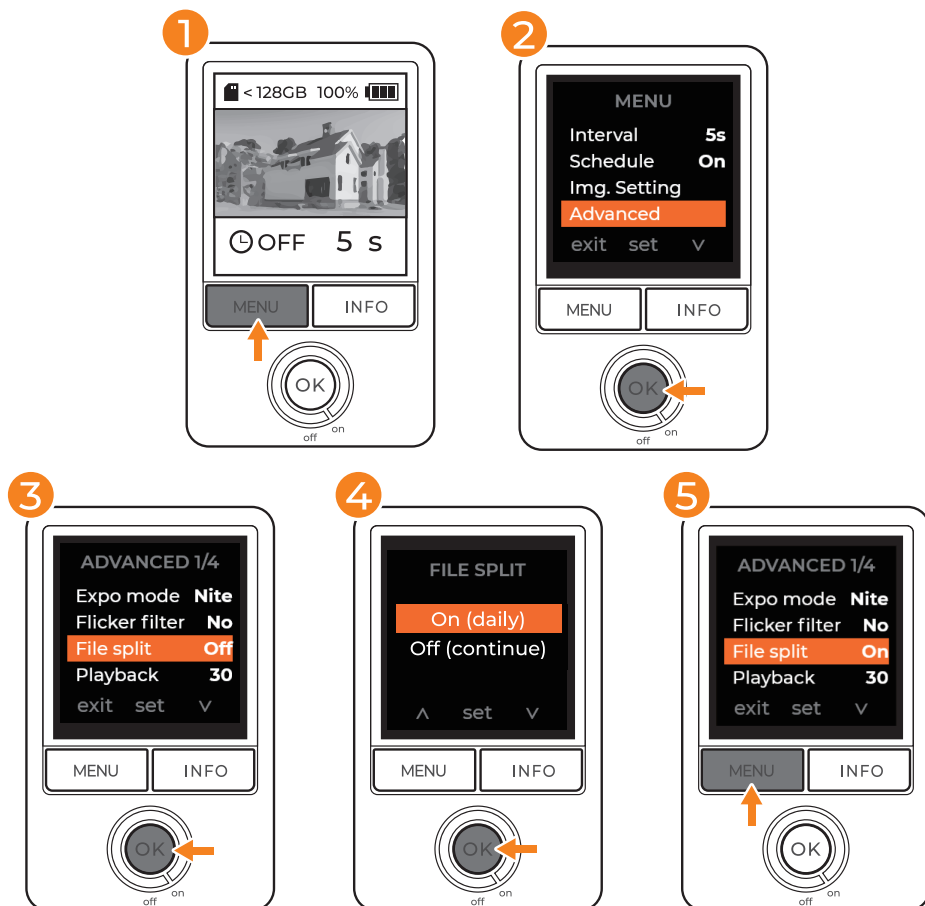 1
< 128GB 100%
OFF 5 s
MENU INFO
OK
off on
2
MENU
Interval 5s
Schedule On
Img. Setting
Advanced
exit set ∨
MENU INFO
OK
off on
3
ADVANCED 1/4
Expo mode Nite
Flicker filter No
File split Off
Playback 30
exit set ∨
MENU INFO
OK
off on
4
FILE SPLIT
On (daily)
Off (continue)
∧ set ∨
MENU INFO
OK
off on
5
ADVANCED 1/4
Expo mode Nite
Flicker filter No
File split On
Playback 30
exit set ∨
MENU INFO
OK
off on